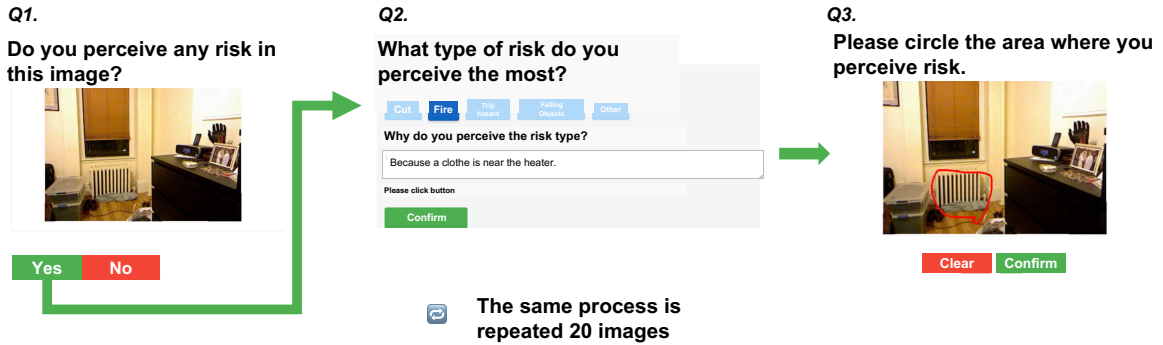 Q1.
Do you perceive any risk in
this image?
Yes
No
Q2.
What type of risk do you
perceive the most?
Cut
Fire
Trip
hazard
Falling
Objects
Other
Why do you perceive the risk type?
Because a clothe is near the heater.
Please click button
Confirm
The same process is
repeated 20 images
Q3.
Please circle the area where you
perceive risk.
Clear
Confirm